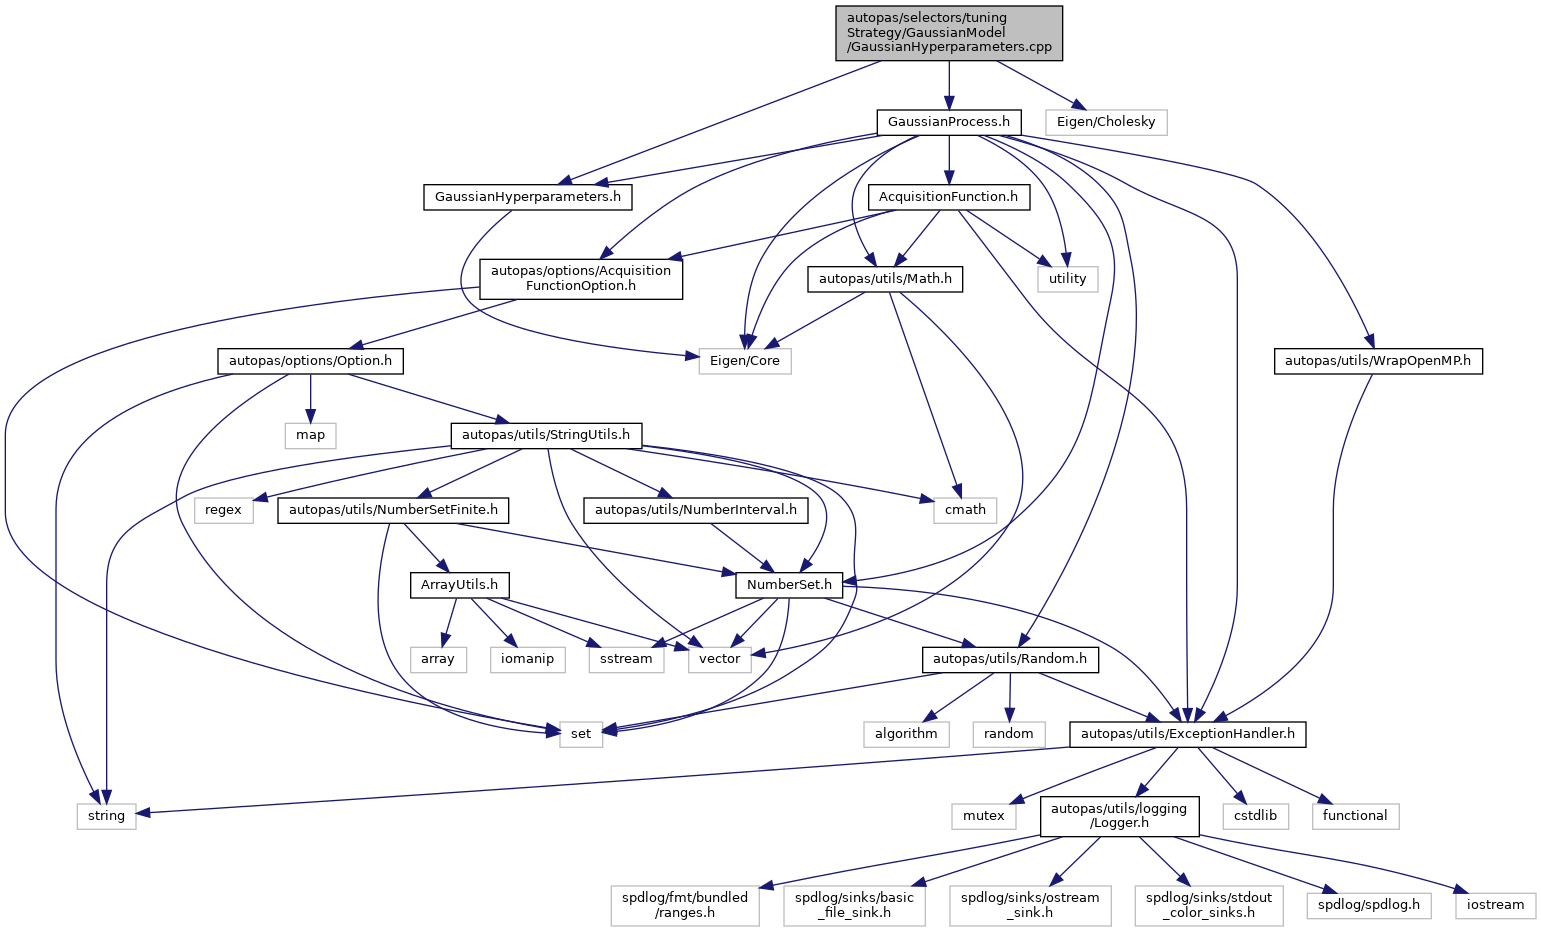 autopas/selectors/tuning
Strategy/GaussianModel
/GaussianHyperparameters.cpp
GaussianProcess.h
Eigen/Cholesky
GaussianHyperparameters.h
AcquisitionFunction.h
autopas/options/Acquisition
FunctionOption.h
autopas/utils/Math.h
utility
autopas/options/Option.h
Eigen/Core
autopas/utils/WrapOpenMP.h
map
autopas/utils/StringUtils.h
regex
autopas/utils/NumberSetFinite.h
autopas/utils/NumberInterval.h
cmath
ArrayUtils.h
NumberSet.h
array
iomanip
sstream
vector
autopas/utils/Random.h
set
algorithm
random
autopas/utils/ExceptionHandler.h
string
mutex
autopas/utils/logging
/Logger.h
cstdlib
functional
spdlog/fmt/bundled
/ranges.h
spdlog/sinks/basic
_file_sink.h
spdlog/sinks/ostream
_sink.h
spdlog/sinks/stdout
_color_sinks.h
spdlog/spdlog.h
iostream